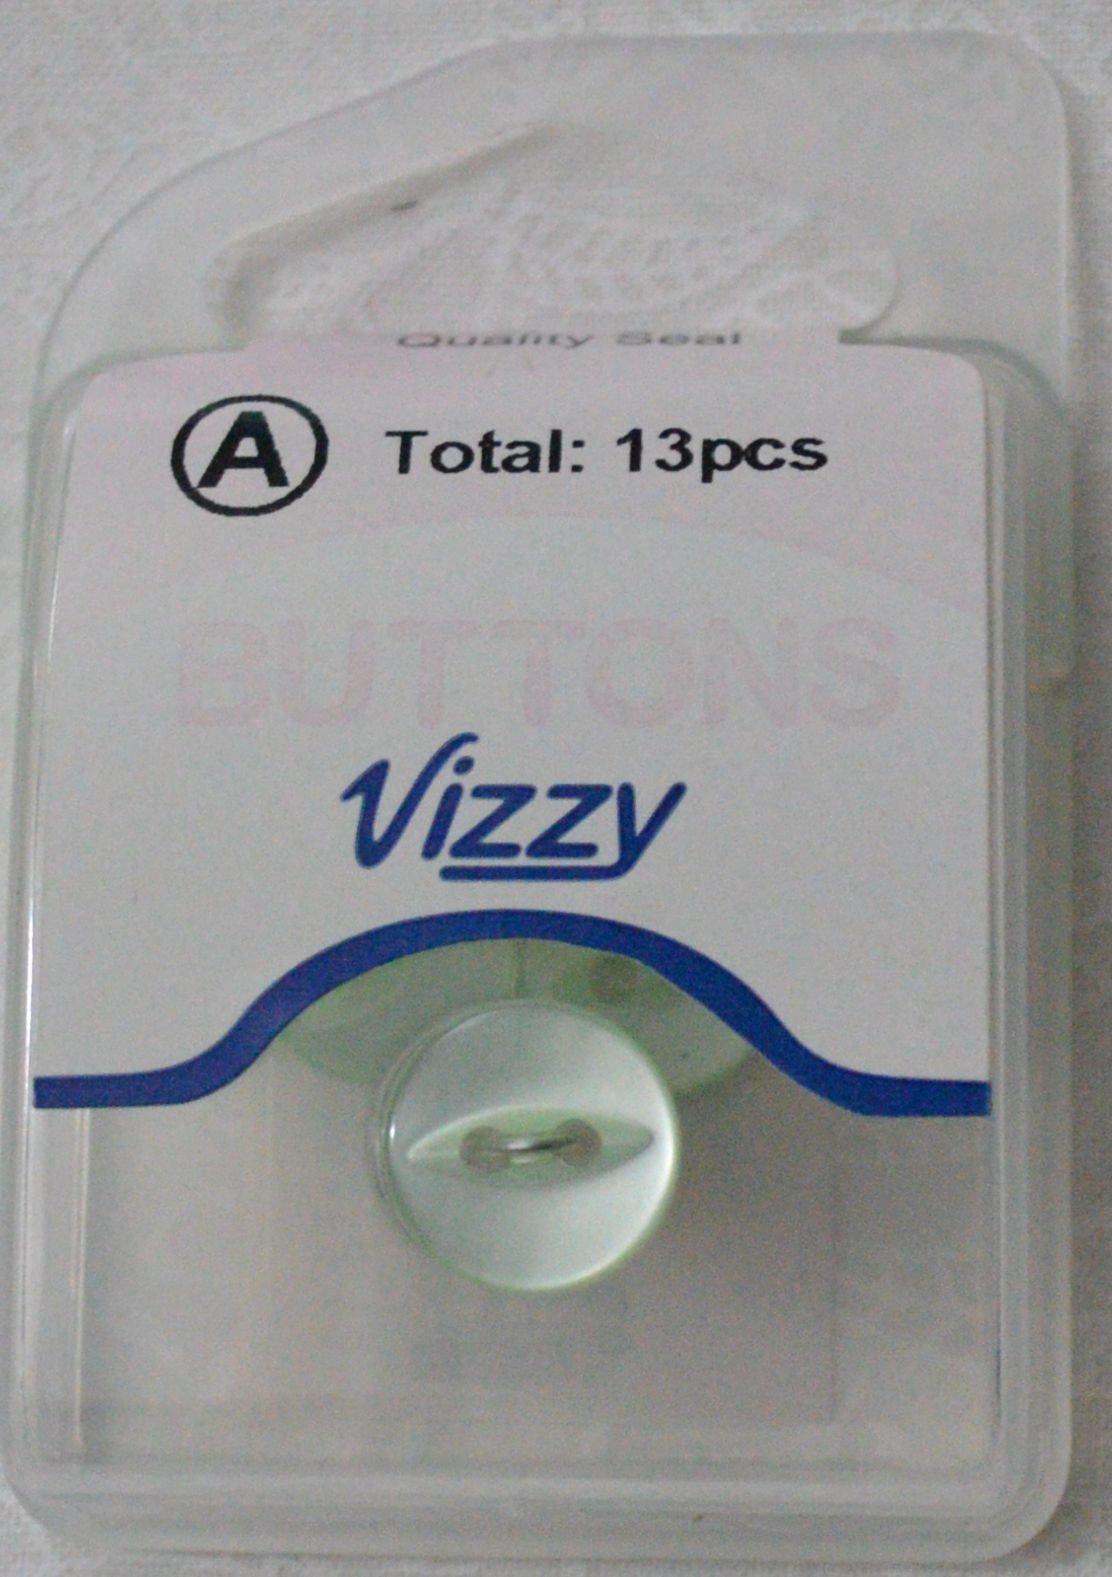 Quality Seal
A Total: 13pcs
BUTTONS
Vizzy